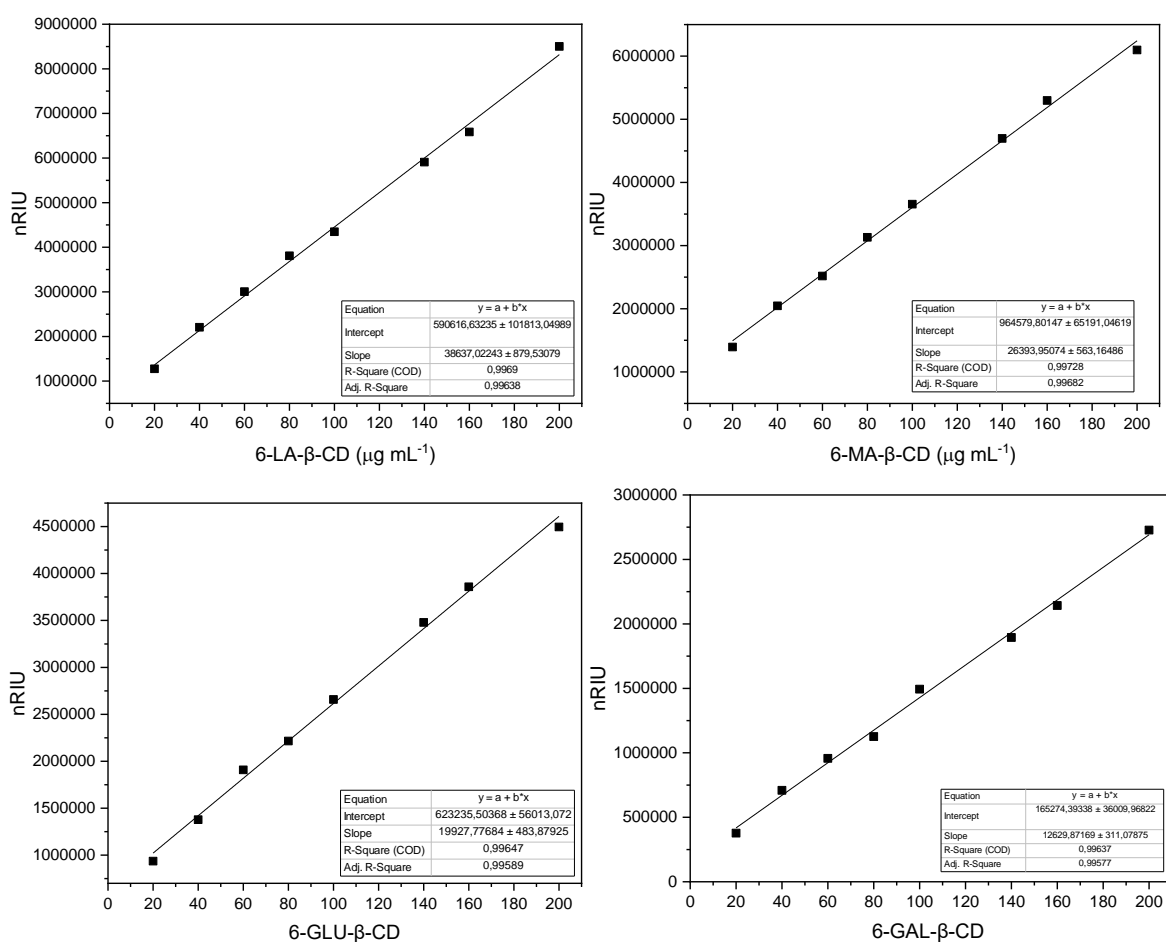 9000000
8000000
7000000
6000000
5000000
4000000
3000000
2000000
1000000
nRIU
Equation y = a + b*x
Intercept 590616,63235 ± 101813,04989
Slope 38637,02243 ± 879,53079
R-Square (COD) 0,9969
Adj. R-Square 0,99638
0 20 40 60 80 100 120 140 160 180 200
6-LA-β-CD (μg mL⁻¹)
6000000
5000000
4000000
3000000
2000000
1000000
nRIU
Equation y = a + b*x
Intercept 964579,80147 ± 65191,04619
Slope 26393,95074 ± 563,16486
R-Square (COD) 0,99728
Adj. R-Square 0,99682
0 20 40 60 80 100 120 140 160 180 200
6-MA-β-CD (μg mL⁻¹)
4500000
4000000
3500000
3000000
2500000
2000000
1500000
1000000
nRIU
Equation y = a + b*x
Intercept 623235,50368 ± 56013,072
Slope 19927,77684 ± 483,87925
R-Square (COD) 0,99647
Adj. R-Square 0,99589
0 20 40 60 80 100 120 140 160 180 200
6-GLU-β-CD
3000000
2500000
2000000
1500000
1000000
500000
0
nRIU
Equation y = a + b*x
Intercept 165274,39338 ± 36009,96822
Slope 12629,87169 ± 311,07875
R-Square (COD) 0,99637
Adj. R-Square 0,99577
0 20 40 60 80 100 120 140 160 180 200
6-GAL-β-CD